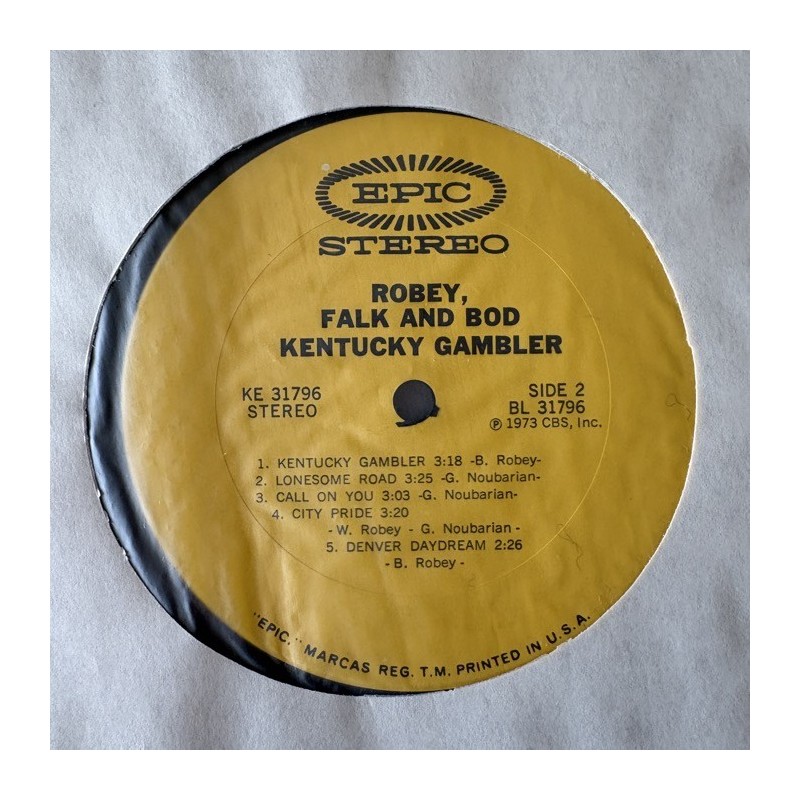 EPIC
STEREO
ROBEY,
FALK AND BOD
KENTUCKY GAMBLER
KE 31796
STEREO
SIDE 2
BL 31796
Ⓟ 1973 CBS, Inc.
1. KENTUCKY GAMBLER 3:18 -B. Robey-
2. LONESOME ROAD 3:25 -G. Noubarian-
3. CALL ON YOU 3:03 -G. Noubarian-
4. CITY PRIDE 3:20
-W. Robey - G. Noubarian -
5. DENVER DAYDREAM 2:26
- B. Robey -
"EPIC," MARCAS REG. T.M. PRINTED IN U.S.A.